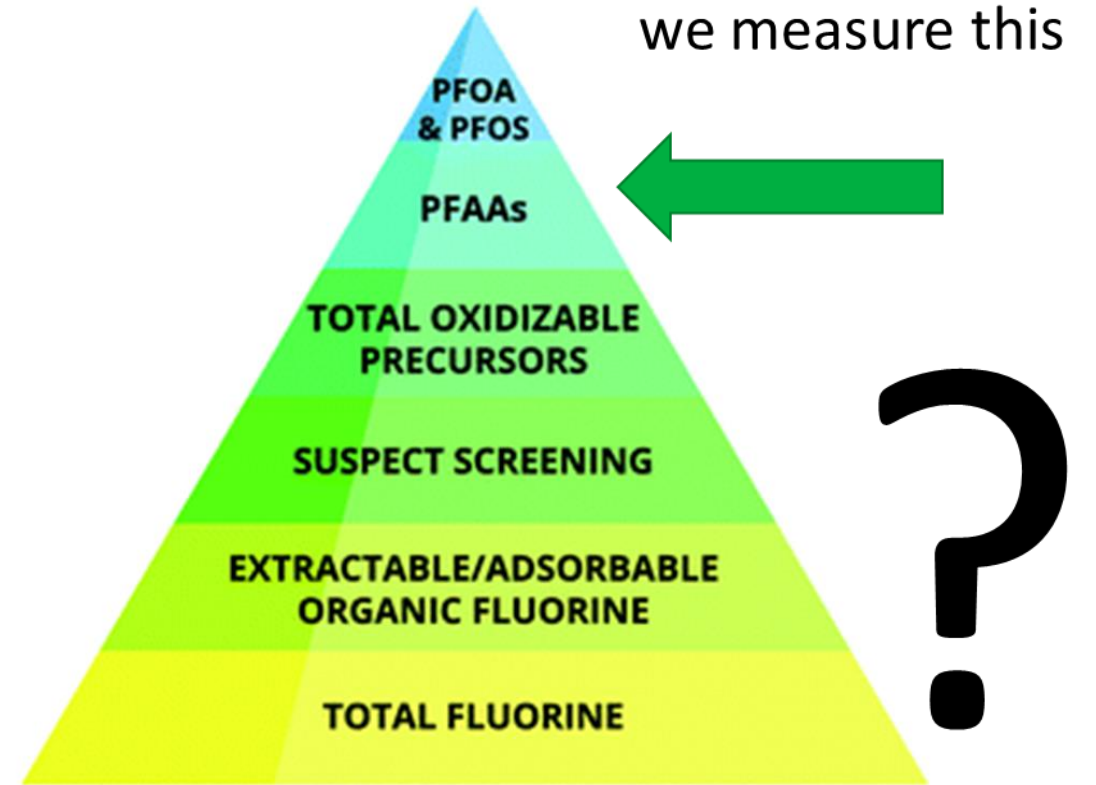 we measure this
PFOA
& PFOS
PFAAs
TOTAL OXIDIZABLE
PRECURSORS
SUSPECT SCREENING
EXTRACTABLE/ADSORBABLE
ORGANIC FLUORINE
TOTAL FLUORINE
?